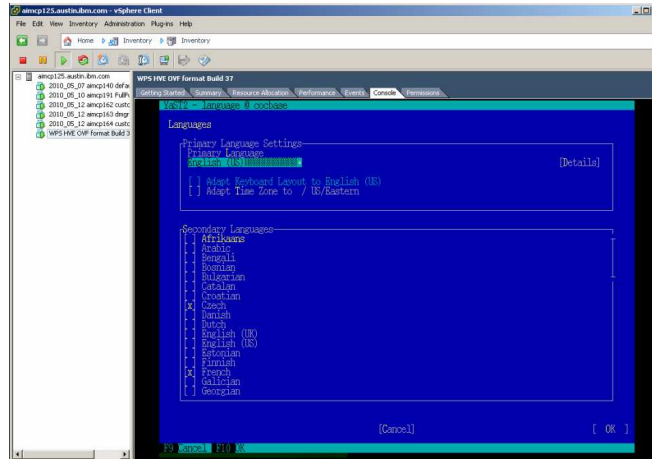 aimcp125.austin.ibm.com - vSphere Client
File Edit View Inventory Administration Plug-ins Help
Home Inventory Inventory
aimcp125.austin.ibm.com
2010_05_07 aimcp140 defa
2010_05_10 aimcp191 FullPr
2010_05_12 aimcp162 custo
2010_05_12 aimcp163 dmgr
2010_05_12 aimcp164 custo
WPS HVE OVF format Build 3
WPS HVE OVF format Build 37
Getting Started Summary Resource Allocation Performance Events Console Permissions
YaST2 - language @ cocbase
Languages
Primary Language Settings
Primary Language
English (US)
[Details]
[ ] Adapt Keyboard Layout to English (US)
[ ] Adapt Time Zone to / US/Eastern
Secondary Languages
[ ] Afrikaans
[ ] Arabic
[ ] Bengali
[ ] Bosnian
[ ] Bulgarian
[ ] Catalan
[ ] Croatian
[x] Czech
[ ] Danish
[ ] Dutch
[ ] English (UK)
[ ] English (US)
[ ] Estonian
[ ] Finnish
[x] French
[ ] Galician
[ ] Georgian
[Cancel] [ OK ]
F9 Cancel F10 OK